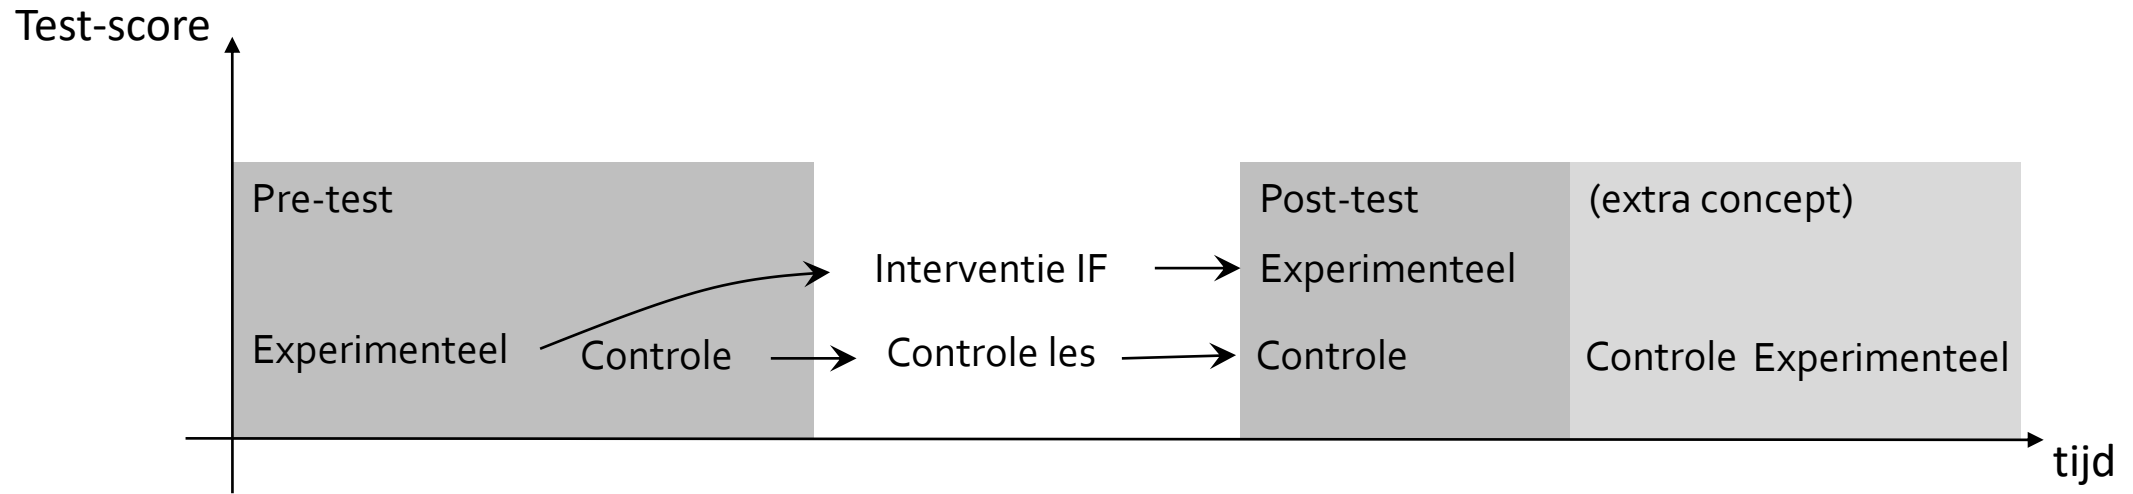 Test-score
Pre-test
Post-test
(extra concept)
Interventie IF
Experimenteel
Experimenteel
Controle
Controle les
Controle
Controle Experimenteel
tijd